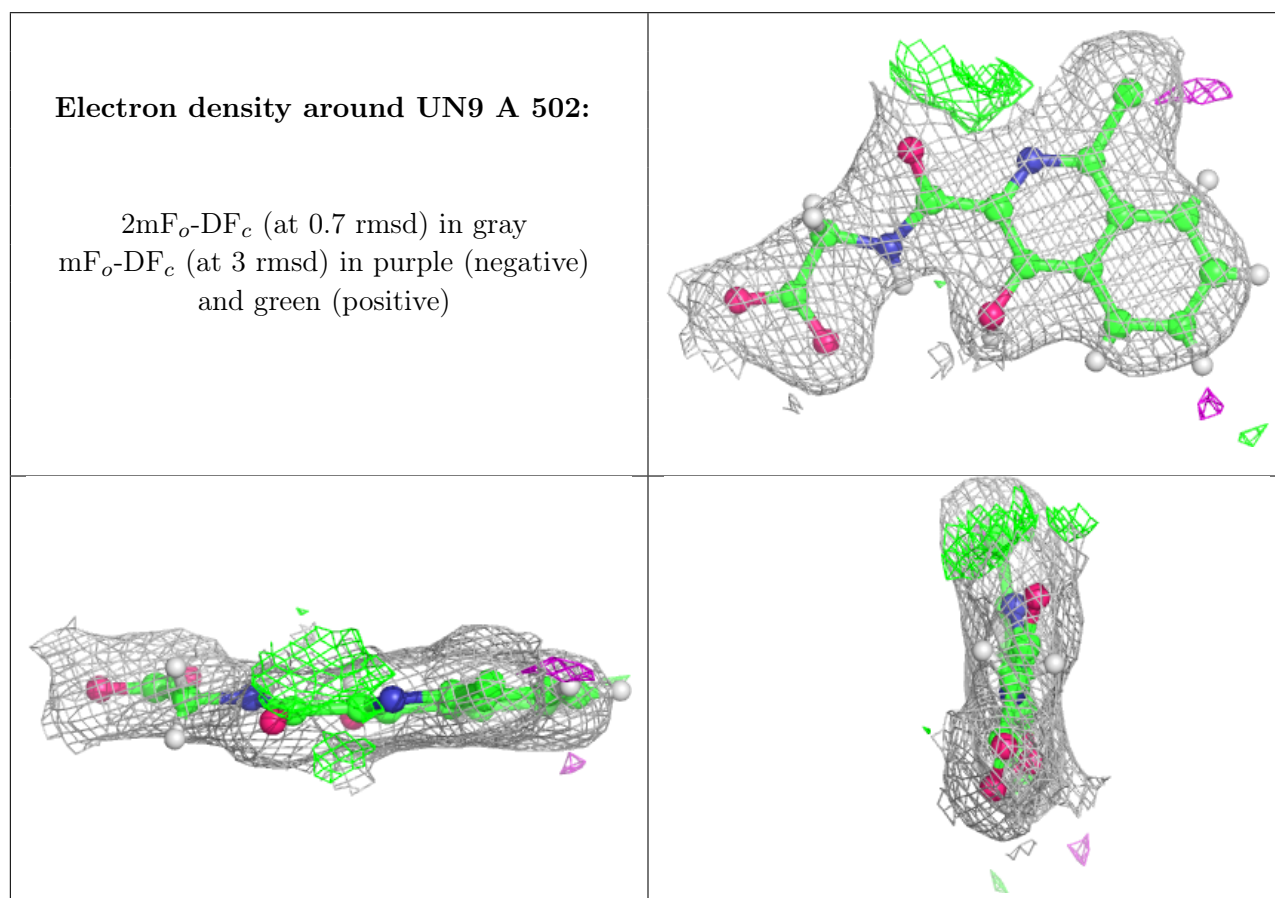 Electron density around UN9 A 502:
2mFo-DFc (at 0.7 rmsd) in gray
mFo-DFc (at 3 rmsd) in purple (negative)
and green (positive)